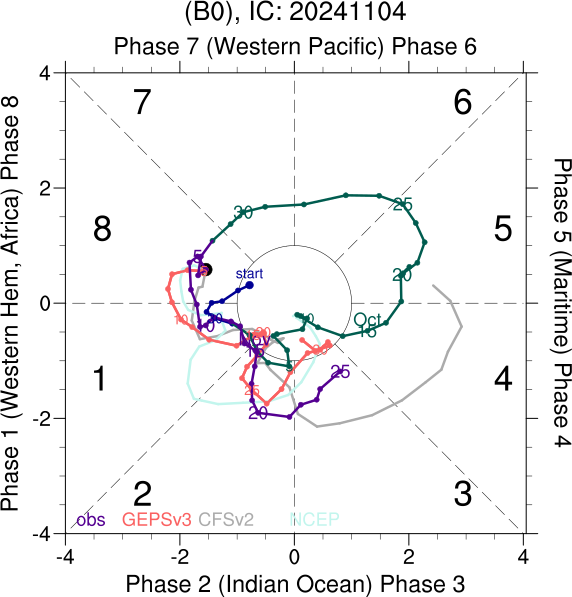 (B0), IC: 20241104
Phase 7 (Western Pacific) Phase 6
4
7
6
Phase 1 (Western Hem, Africa) Phase 8
Phase 5 (Maritime) Phase 4
2
30
25
8
5
5
start
20
0
Oct
15
15
20
25
25
1
4
-2
20
2
3
obs GEPSv3 CFSv2 NCEP
-4
-4 -2 0 2 4
Phase 2 (Indian Ocean) Phase 3